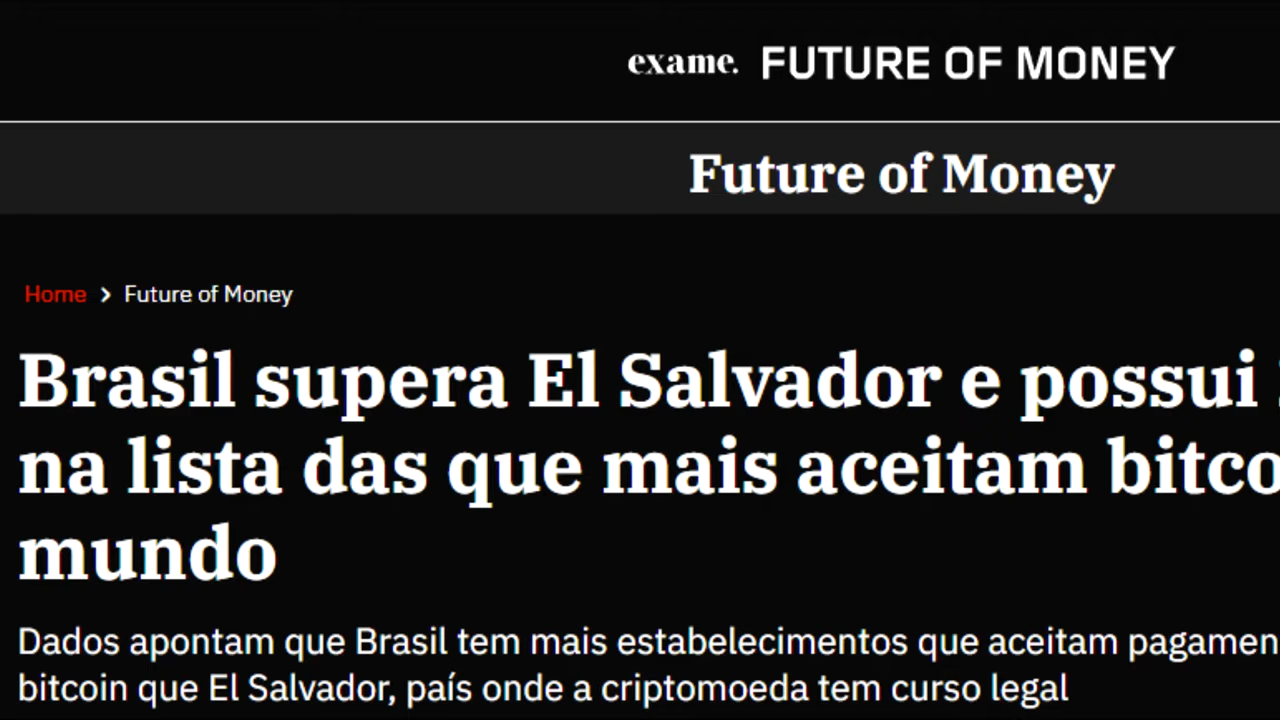 exame. FUTURE OF MONEY
Future of Money
Home > Future of Money
Brasil supera El Salvador e possui
na lista das que mais aceitam bitco
mundo
Dados apontam que Brasil tem mais estabelecimentos que aceitam pagamen
bitcoin que El Salvador, país onde a criptomoeda tem curso legal